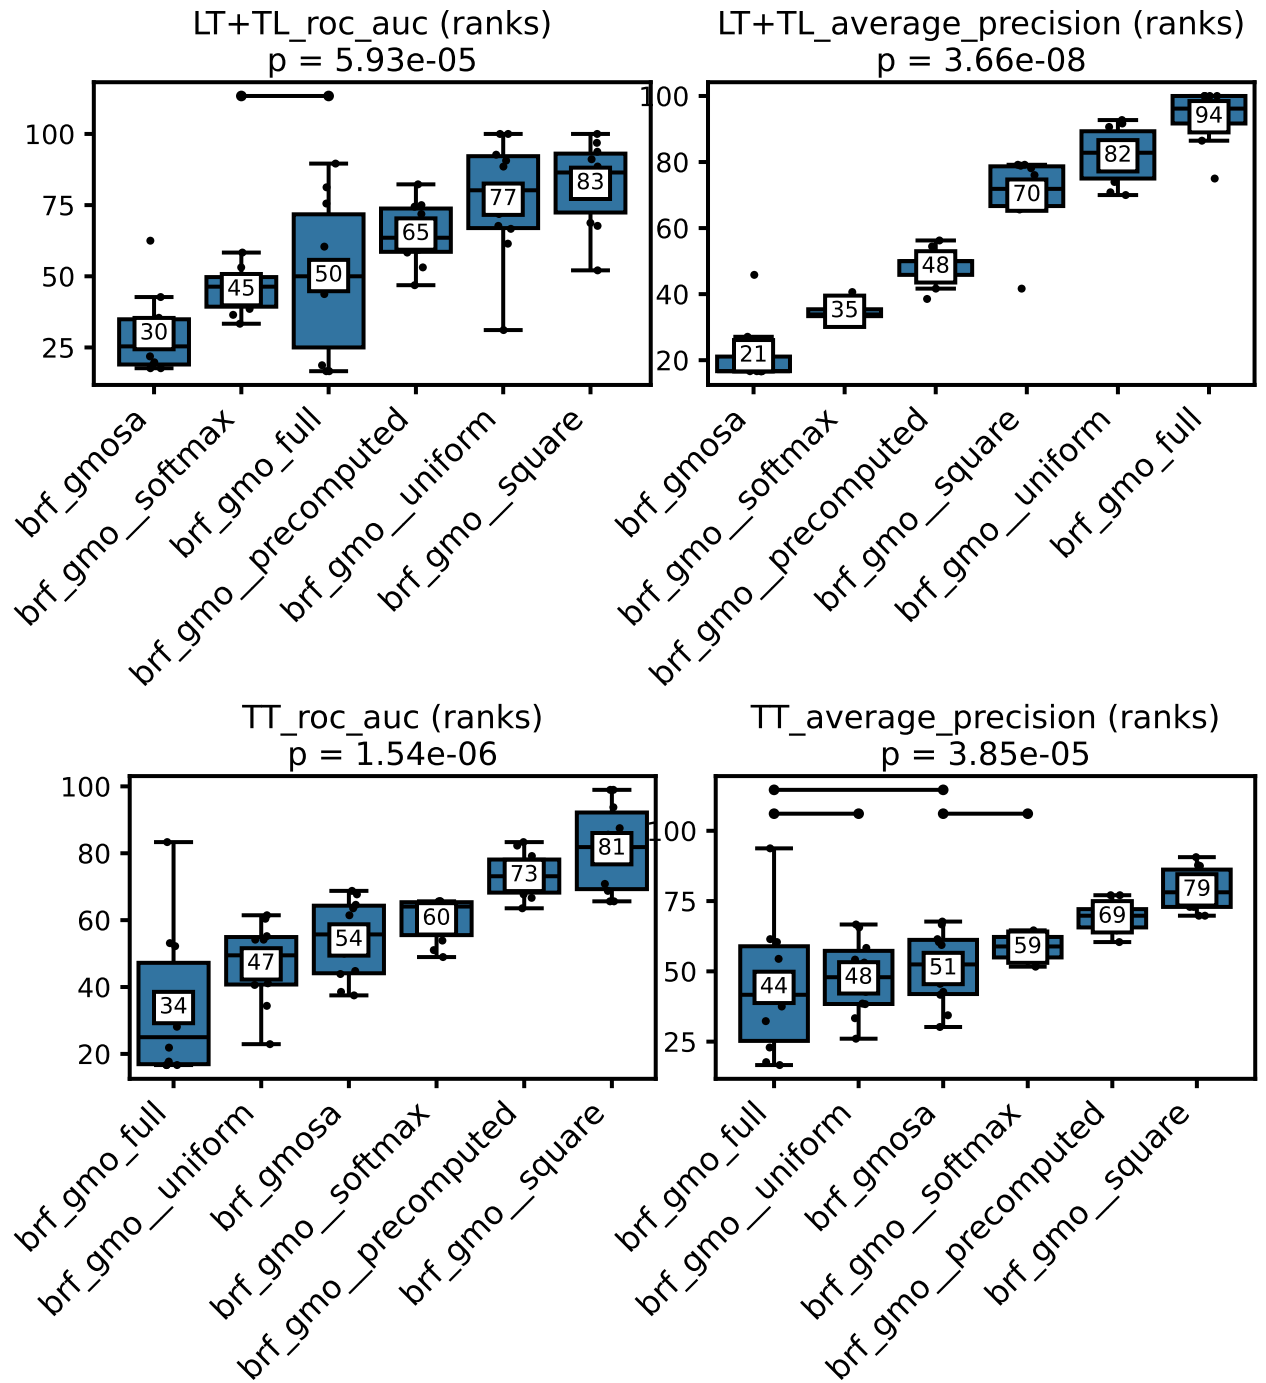 LT+TL_roc_auc (ranks)
p = 5.93e-05
100
75
50
25
30
45
50
65
77
83
brf_gmosa
brf_gmo__softmax
brf_gmo_full
brf_gmo__precomputed
brf_gmo__uniform
brf_gmo__square
LT+TL_average_precision (ranks)
p = 3.66e-08
100
80
60
40
20
21
35
48
70
82
94
brf_gmosa
brf_gmo__softmax
brf_gmo__precomputed
brf_gmo__square
brf_gmo__uniform
brf_gmo_full
TT_roc_auc (ranks)
p = 1.54e-06
100
80
60
40
20
34
47
54
60
73
81
brf_gmo_full
brf_gmo__uniform
brf_gmosa
brf_gmo__softmax
brf_gmo__precomputed
brf_gmo__square
TT_average_precision (ranks)
p = 3.85e-05
100
75
50
25
44
48
51
59
69
79
brf_gmo_full
brf_gmo__uniform
brf_gmosa
brf_gmo__softmax
brf_gmo__precomputed
brf_gmo__square